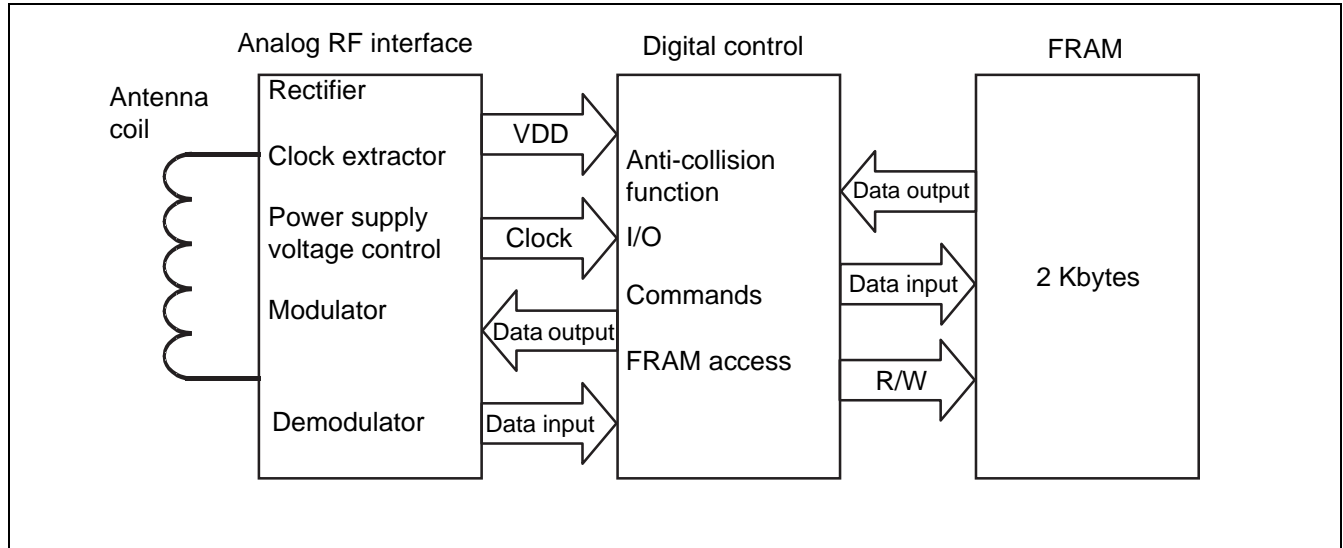 Analog RF interface
Digital control
FRAM
Antenna
coil
Rectifier
Clock extractor
Power supply
voltage control
Modulator
Demodulator
VDD
Clock
Data output
Data input
Anti-collision
function
I/O
Commands
FRAM access
Data output
Data input
R/W
2 Kbytes